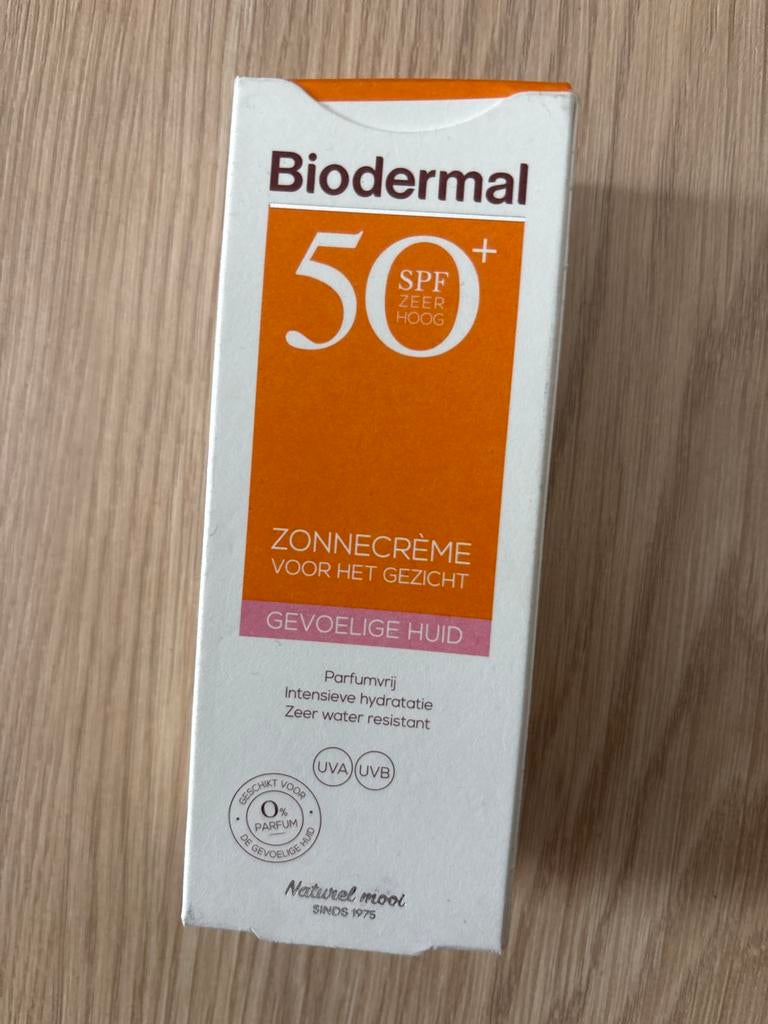 Biodermal
50+
SPF
ZEER
HOOG
ZONNECRÈME
VOOR HET GEZICHT
GEVOELIGE HUID
Parfumvrij
Intensieve hydratatie
Zeer water resistant
UVA UVB
GESCHIKT VOOR
0%
PARFUM
DE GEVOELIGE HUID
Naturel mooi
SINDS 1975